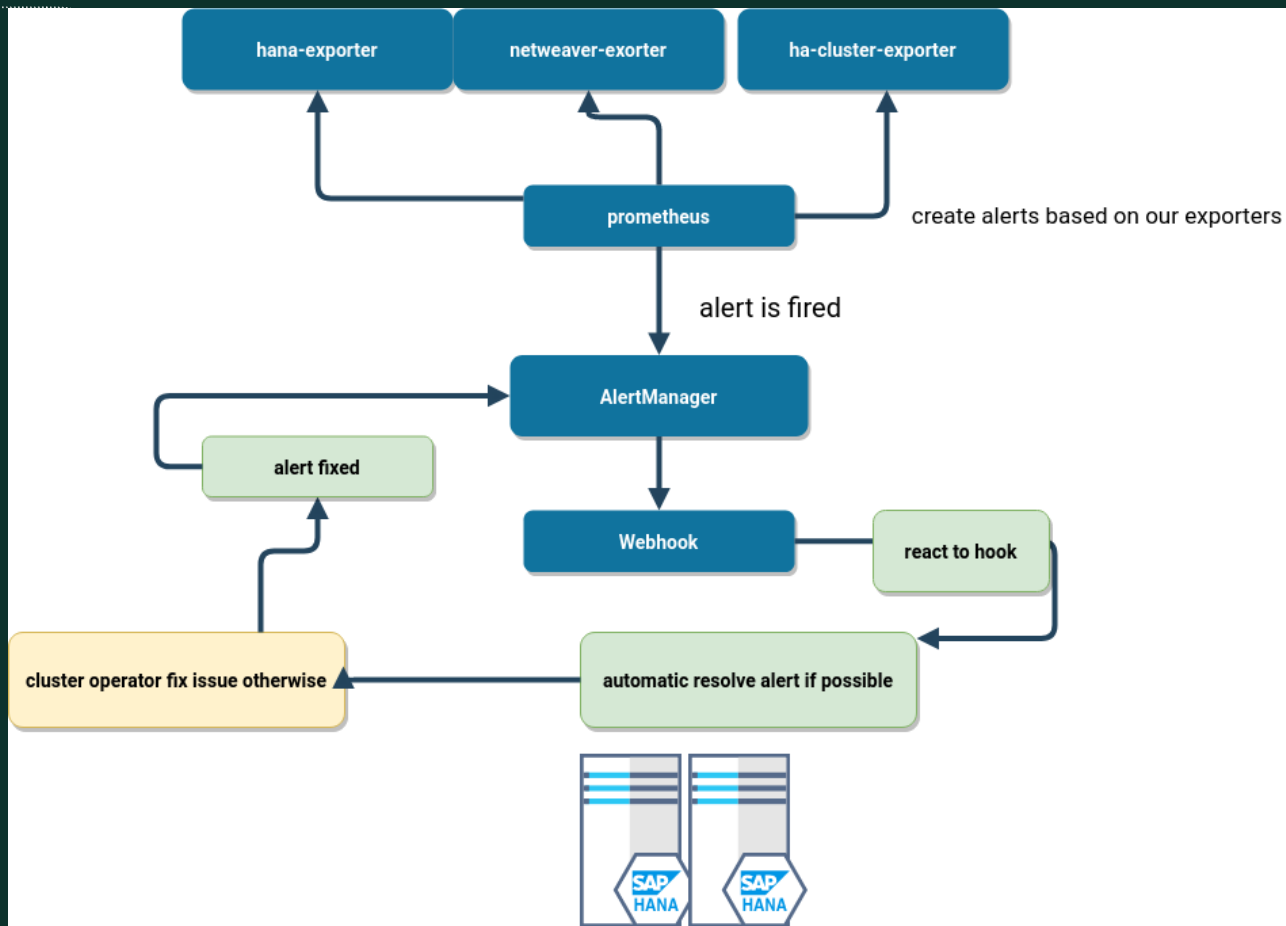 hana-exporter
netweaver-exorter
ha-cluster-exporter
prometheus
create alerts based on our exporters
alert is fired
AlertManager
alert fixed
Webhook
react to hook
cluster operator fix issue otherwise
automatic resolve alert if possible
SAP
HANA
SAP
HANA